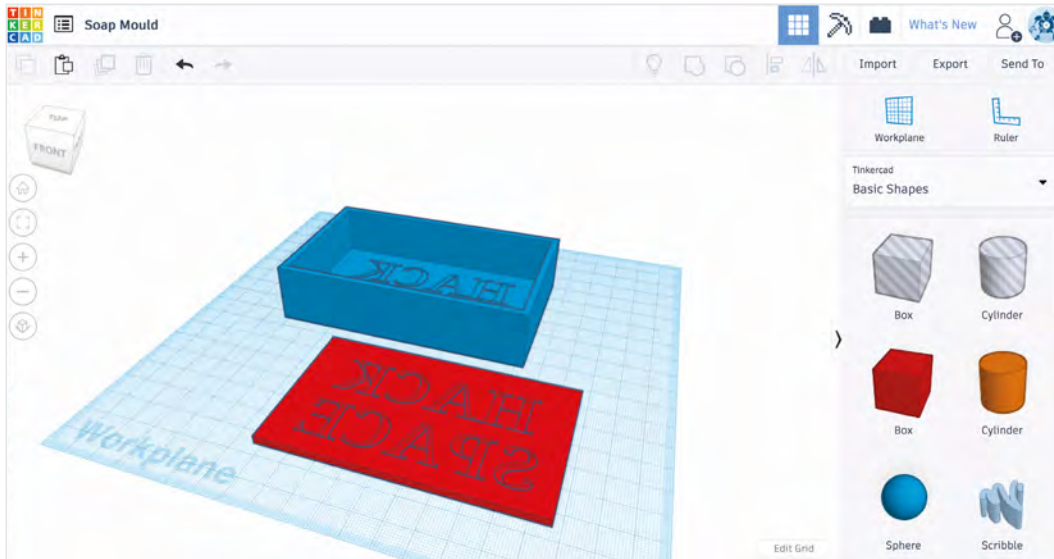 TIN
KER
CAD
Soap Mould
What's New
Import
Export
Send To
TOP
FRONT
Workplane
Ruler
Tinkercad
Basic Shapes
HACK
HACK
SPACE
Workplane
Box
Cylinder
Box
Cylinder
Sphere
Scribble
Edit Grid